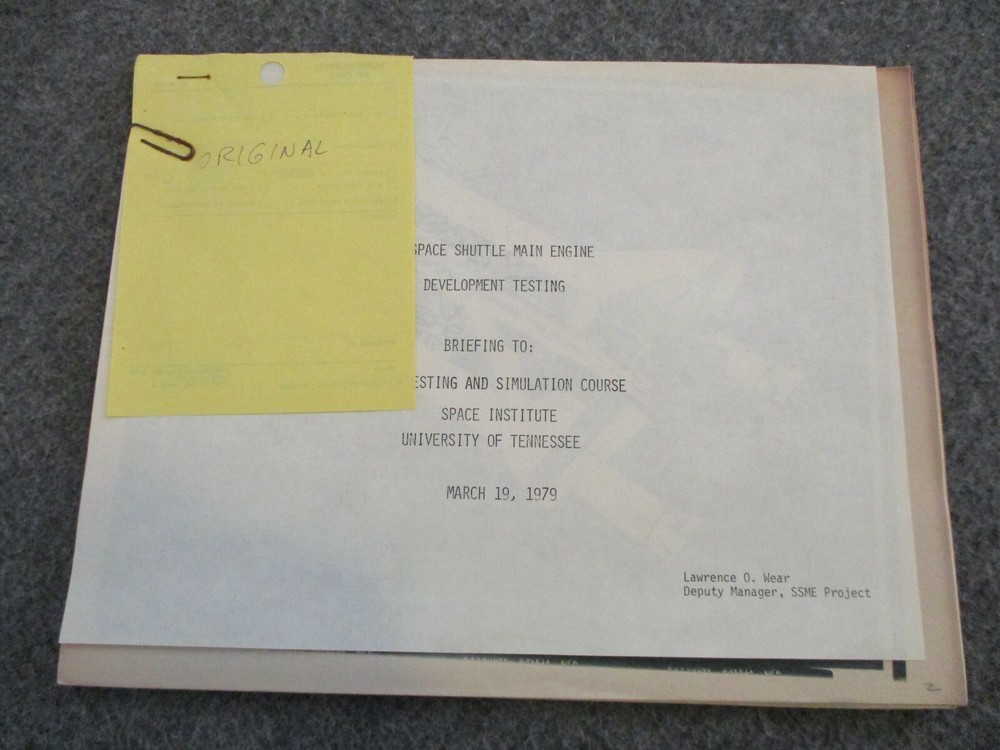 ORIGINAL
SPACE SHUTTLE MAIN ENGINE
DEVELOPMENT TESTING
BRIEFING TO:
ESTING AND SIMULATION COURSE
SPACE INSTITUTE
UNIVERSITY OF TENNESSEE
MARCH 19, 1979
Lawrence O. Wear
Deputy Manager, SSME Project
2